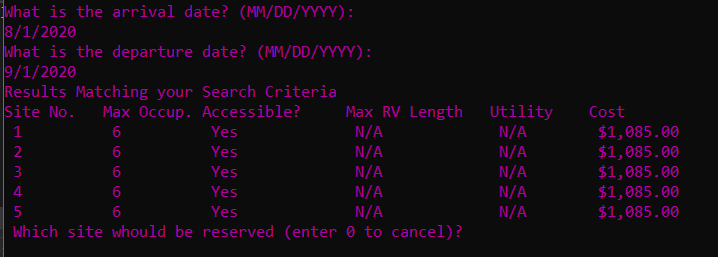 What is the arrival date? (MM/DD/YYYY):
8/1/2020
What is the departure date? (MM/DD/YYYY):
9/1/2020
Results Matching your Search Criteria
Site No. Max Occup. Accessible? Max RV Length Utility Cost
1 6 Yes N/A N/A $1,085.00
2 6 Yes N/A N/A $1,085.00
3 6 Yes N/A N/A $1,085.00
4 6 Yes N/A N/A $1,085.00
5 6 Yes N/A N/A $1,085.00
Which site whould be reserved (enter 0 to cancel)?